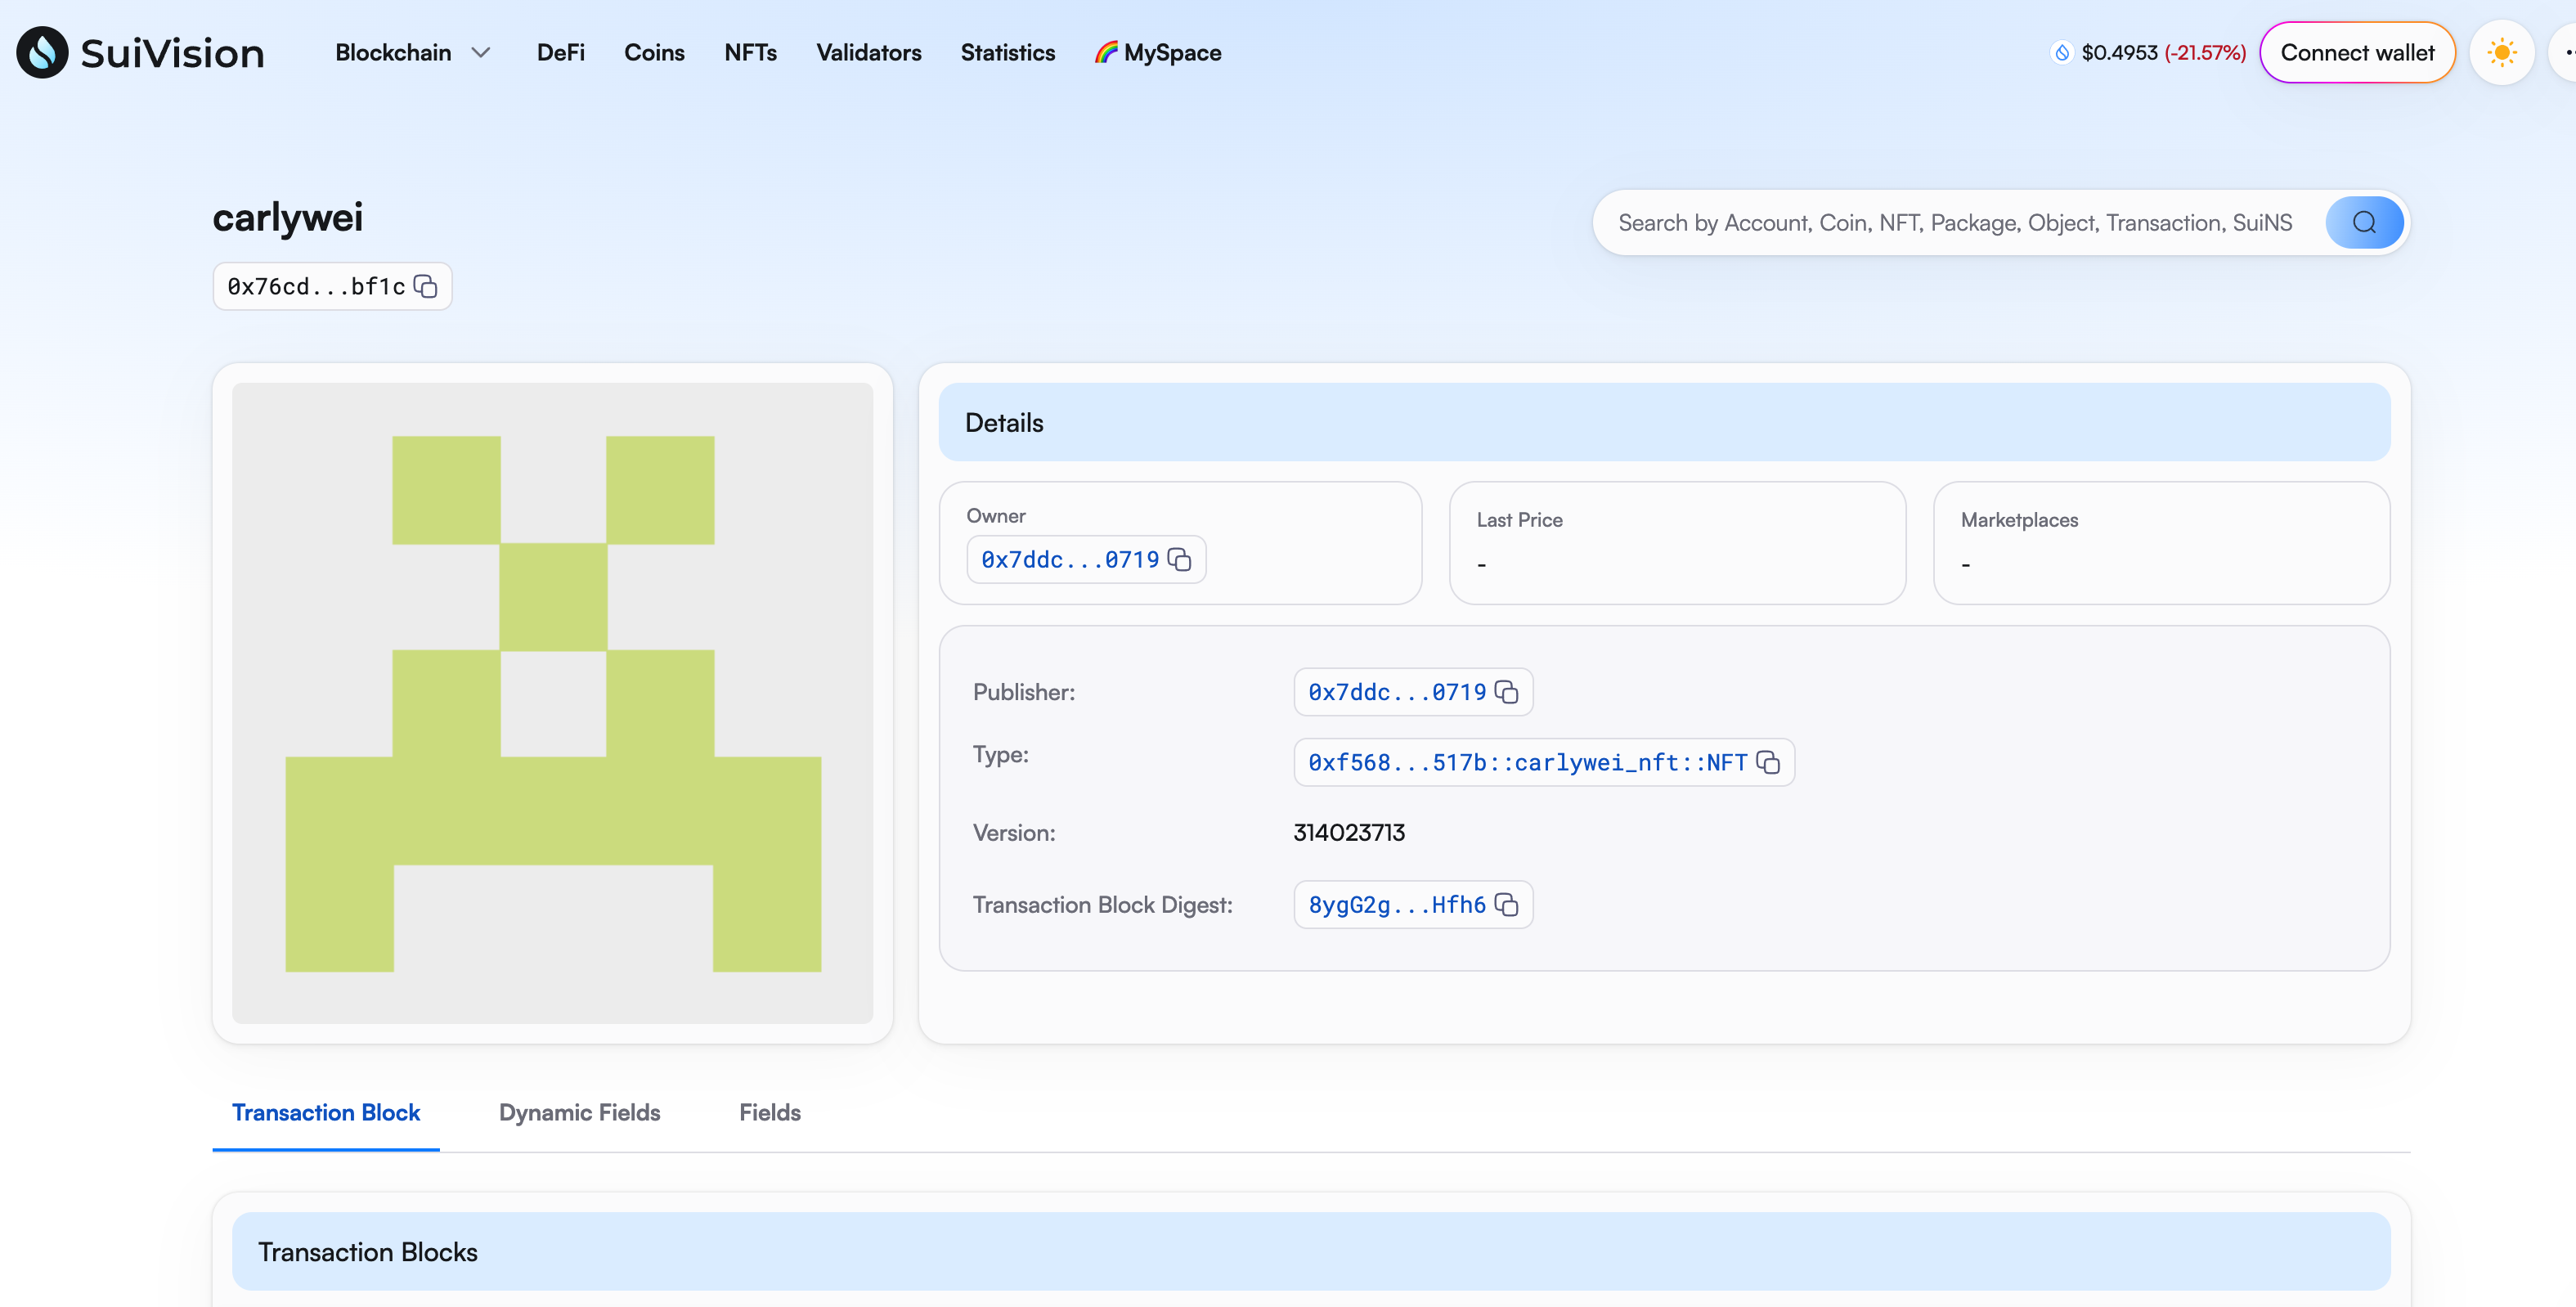 SuiVision
Blockchain
DeFi
Coins
NFTs
Validators
Statistics
MySpace
$0.4953 (-21.57%)
Connect wallet
carlywei
0x76cd...bf1c
Search by Account, Coin, NFT, Package, Object, Transaction, SuiNS
Details
Owner
0x7ddc...0719
Last Price
-
Marketplaces
-
Publisher:
0x7ddc...0719
Type:
0xf568...517b::carlywei_nft::NFT
Version:
314023713
Transaction Block Digest:
8ygG2g...Hfh6
Transaction Block
Dynamic Fields
Fields
Transaction Blocks